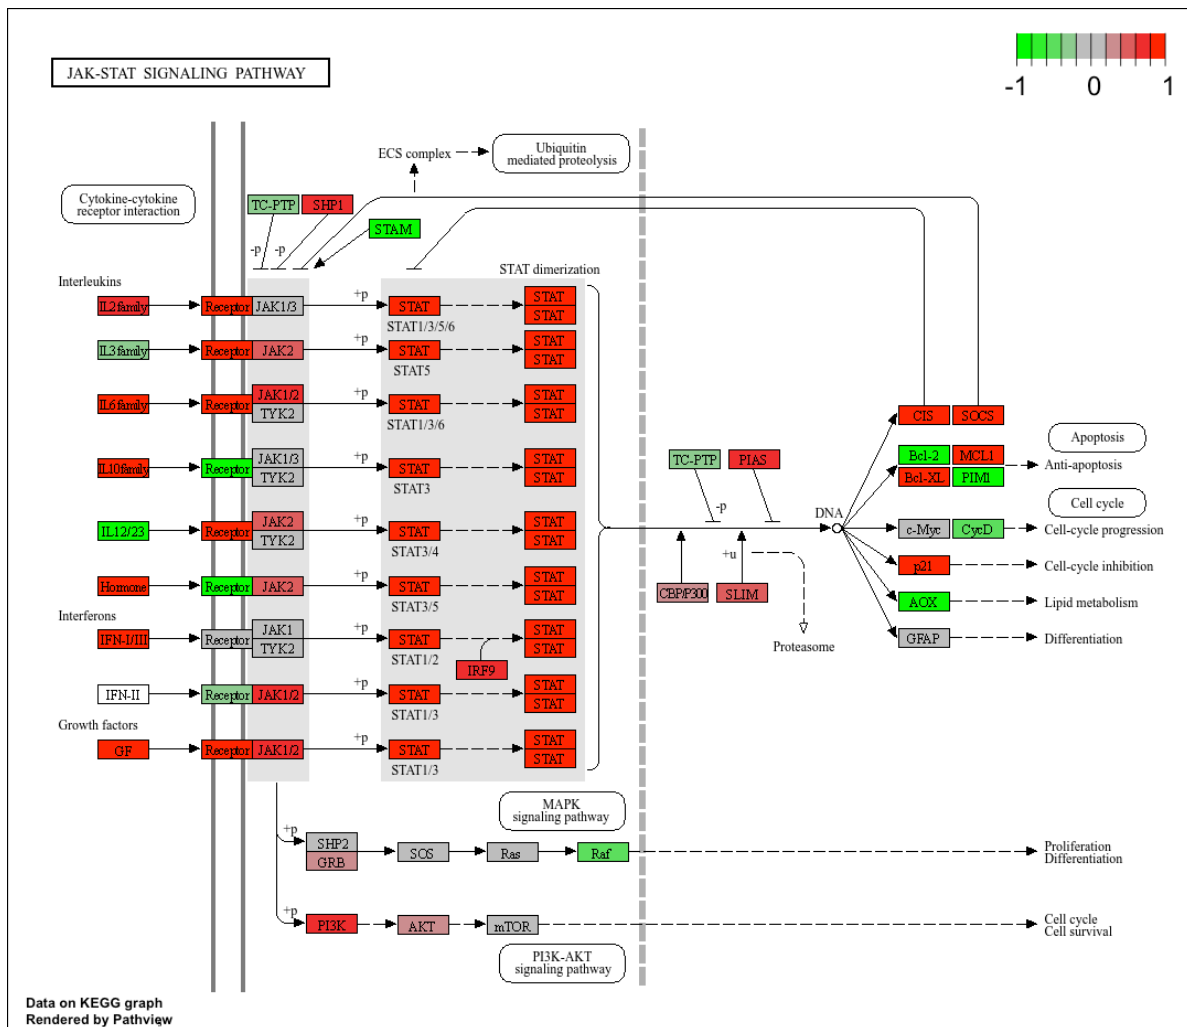 JAK-STAT SIGNALING PATHWAY
-1 0 1
Cytokine-cytokine
receptor interaction
ECS complex
Ubiquitin
mediated proteolysis
TC-PTP SHP1
STAM
-p -p
STAT dimerization
Interleukins
IL2family Receptor JAK1/3 +p STAT STAT
STAT
STAT1/3/5/6
IL3family Receptor JAK2 +p STAT STAT
STAT
STAT5
IL6family Receptor JAK1/2 +p STAT STAT
TYK2 STAT
STAT1/3/6
IL10family Receptor JAK1/3 +p STAT STAT
TYK2 STAT
STAT3
IL12/23 Receptor JAK2 +p STAT STAT
TYK2 STAT
STAT3/4
Hormone Receptor JAK2 +p STAT STAT
STAT
STAT3/5
Interferons
IFN-I/III Receptor JAK1 +p STAT STAT
TYK2 STAT
STAT1/2
IRF9
IFN-II Receptor JAK1/2 +p STAT STAT
STAT
STAT1/3
Growth factors
GF Receptor JAK1/2 +p STAT STAT
STAT
STAT1/3
TC-PTP PIAS
-p
+u
CBP/P300 SLIM
Proteasome
DNA
CIS SOCS
Bcl-2 MCL1
Bcl-XL PIM1
Apoptosis
Anti-apoptosis
Cell cycle
c-Myc CycD Cell-cycle progression
p21 Cell-cycle inhibition
AOX Lipid metabolism
GFAP Differentiation
MAPK
signaling pathway
+p SHP2 SOS Ras Raf
GRB
Proliferation
Differentiation
+p PI3K AKT mTOR
Cell cycle
Cell survival
PI3K-AKT
signaling pathway
Data on KEGG graph
Rendered by Pathview